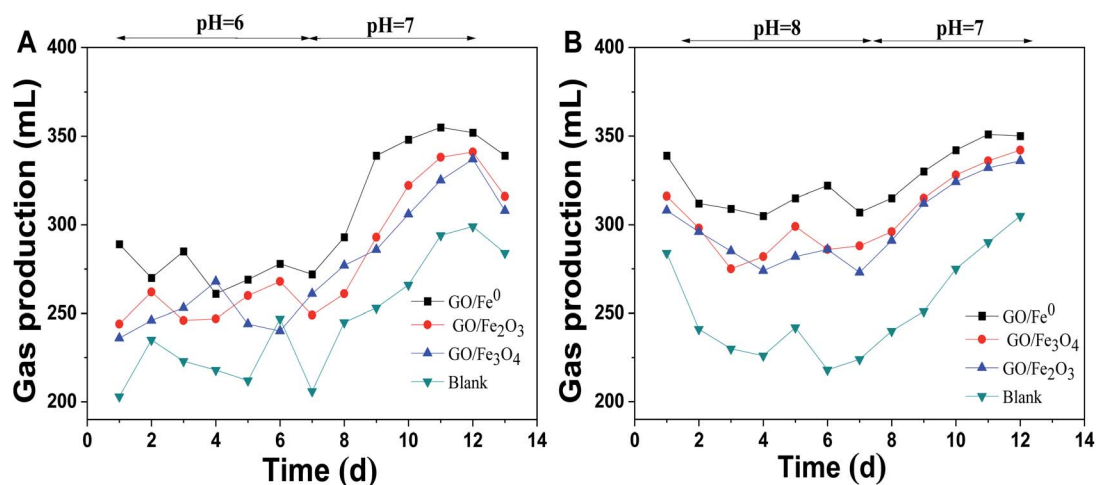 A
pH=6
pH=7
400
350
300
250
200
Gas production (mL)
GO/Fe⁰
GO/Fe₂O₃
GO/Fe₃O₄
Blank
0 2 4 6 8 10 12 14
Time (d)
B
pH=8
pH=7
400
350
300
250
200
Gas production (mL)
GO/Fe⁰
GO/Fe₃O₄
GO/Fe₂O₃
Blank
0 2 4 6 8 10 12 14
Time (d)